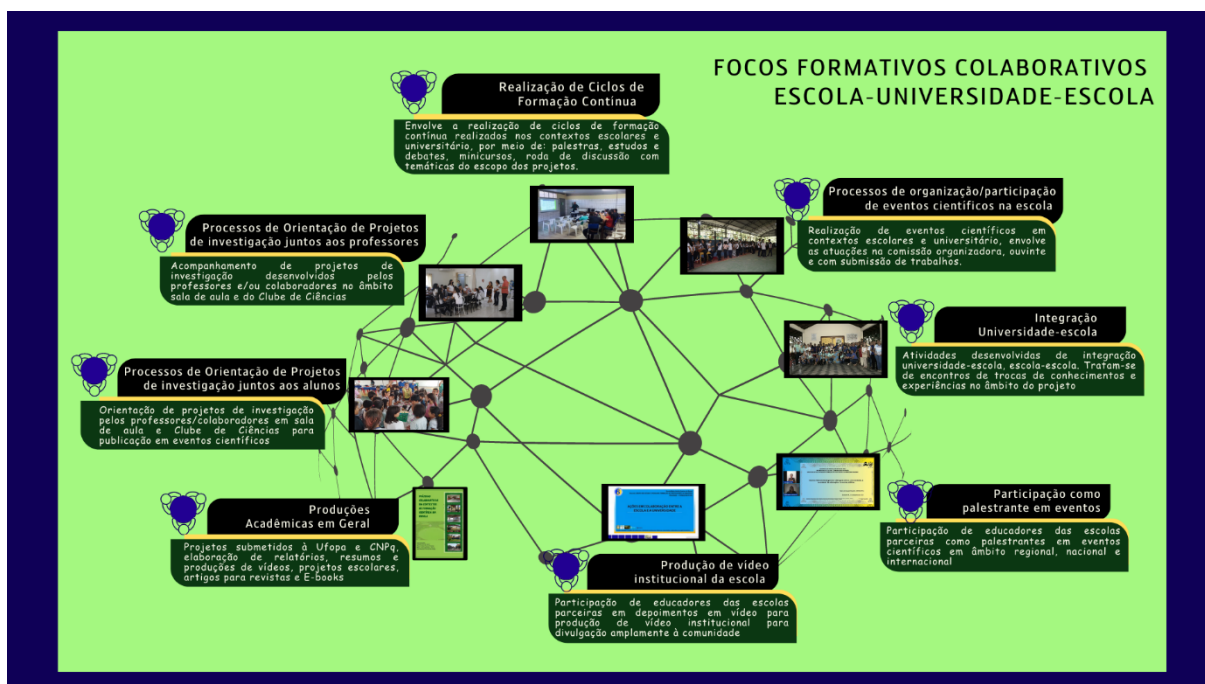 FOCOS FORMATIVOS COLABORATIVOS
ESCOLA-UNIVERSIDADE-ESCOLA
Realização de Ciclos de
Formação Contínua
Envolve a realização de ciclos de formação
contínua realizados nos contextos escolares e
universitário, por meio de: palestras, estudos e
debates, minicursos, roda de discussão com
temáticas do escopo dos projetos.
Processos de organização/participação
de eventos científicos na escola
Realização de eventos científicos em
contextos escolares e universitário, envolve
as atuações na comissão organizadora, ouvinte
e com submissão de trabalhos.
Processos de Orientação de Projetos
de investigação juntos aos professores
Acompanhamento de projetos de
investigação desenvolvidos pelos
professores e/ou colaboradores no âmbito
sala de aula e do Clube de Ciências
Integração
Universidade-escola
Atividades desenvolvidas de integração
universidade-escola, escola-escola. Tratam-se
de encontros de trocas de conhecimentos e
experiências no âmbito do projeto
Processos de Orientação de Projetos
de investigação juntos aos alunos
Orientação de projetos de investigação
pelos professores/colaboradores em sala
de aula e Clube de Ciências para
publicação em eventos científicos
Participação como
palestrante em eventos
Participação de educadores das escolas
parceiras como palestrantes em eventos
científicos em âmbito regional, nacional e
internacional
Produções
Acadêmicas em Geral
Projetos submetidos à Ufopa e CNPq,
elaboração de relatórios, resumos e
produções de vídeos, projetos escolares,
artigos para revistas e E-books
Produção de vídeo
institucional da escola
Participação de educadores das escolas
parceiras em depoimentos em vídeo para
produção de vídeo institucional para
divulgação amplamente à comunidade